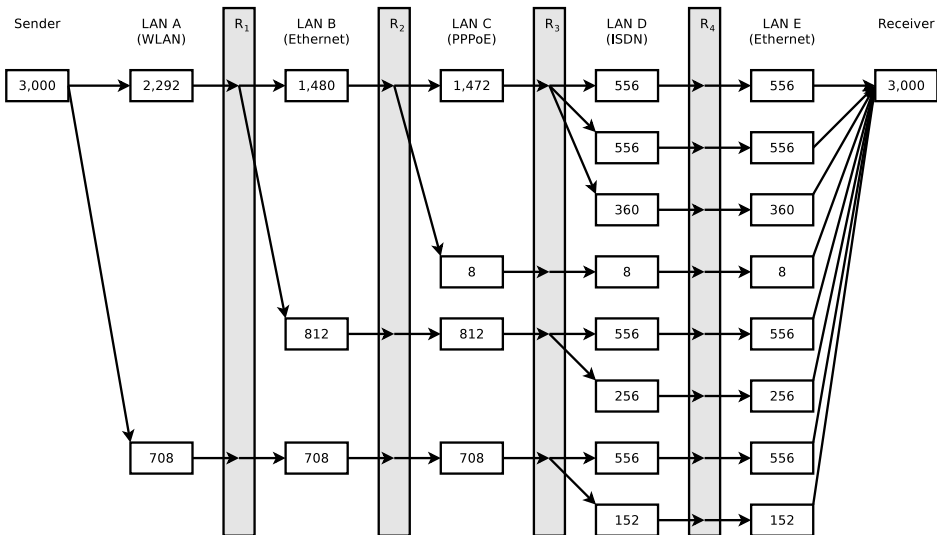 Sender LAN A R1 LAN B R2 LAN C R3 LAN D R4 LAN E Receiver
(WLAN) (Ethernet) (PPPoE) (ISDN) (Ethernet)
3,000 2,292 1,480 1,472 556 556 3,000
556 556
360 360
8 8 8
812 812 556 556
256 256
708 708 708 556 556
152 152